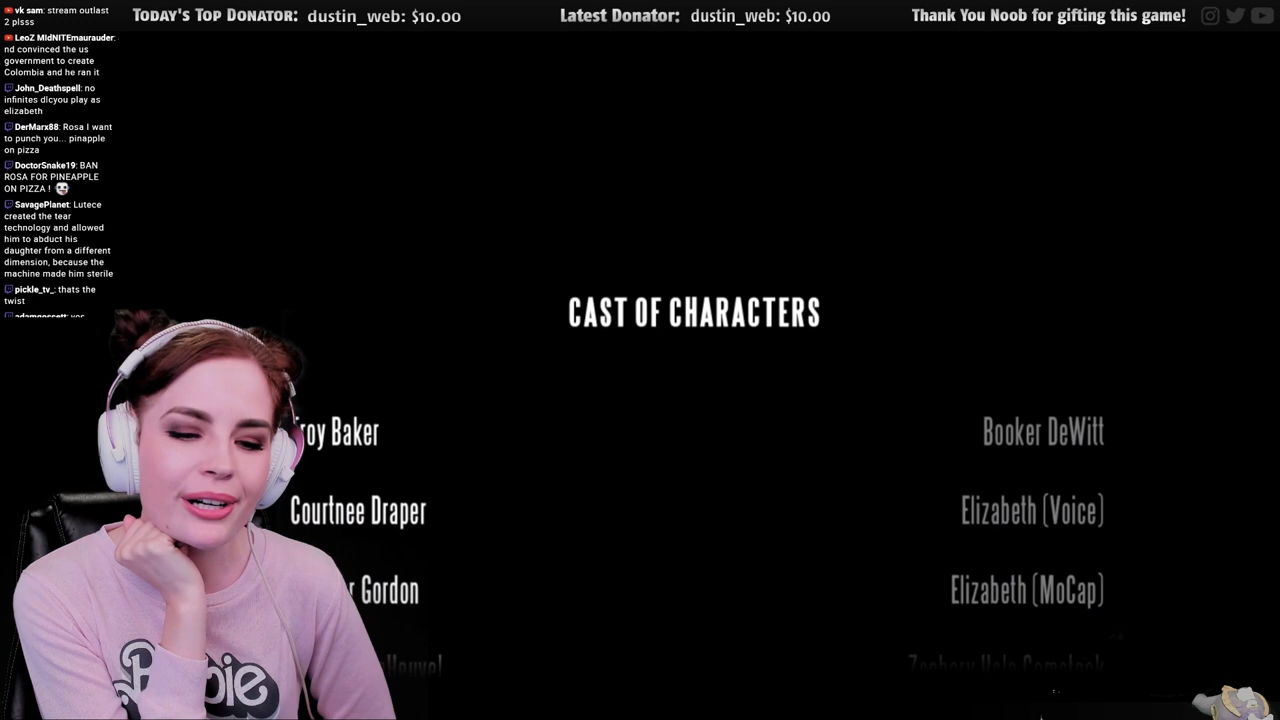 Today's Top Donator: dustin_web: $10.00
Latest Donator: dustin_web: $10.00
Thank You Noob for gifting this game!
vk sam: stream outlast
2 plsss
LeoZ MIdNITEmaurauder:
nd convinced the us
government to create
Colombia and he ran it
John_Deathspell: no
infinites dlcyou play as
elizabeth
DerMarx88: Rosa I want
to punch you... pinapple
on pizza
DoctorSnake19: BAN
ROSA FOR PINEAPPLE
ON PIZZA !
SavagePlanet: Lutece
created the tear
technology and allowed
him to abduct his
daughter from a different
dimension, because the
machine made him sterile
pickle_tv_: thats the
twist
CAST OF CHARACTERS
Baker Booker DeWitt
Courtnee Draper Elizabeth (Voice)
Gordon Elizabeth (MoCap)